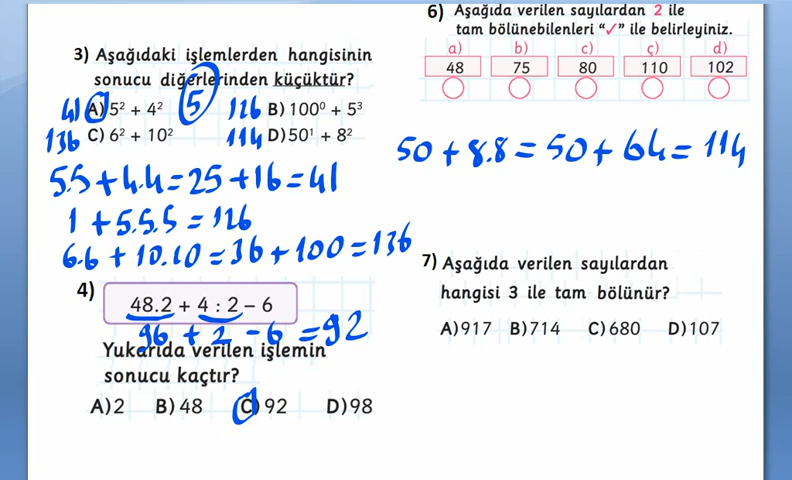 3) Aşağıdaki işlemlerden hangisinin
sonucu diğerlerinden küçüktür?
5
41 A) 5² + 4² 126 B) 100⁰ + 5³
136 C) 6² + 10² 114 D) 50¹ + 8²
5.5 + 4.4 = 25 + 16 = 41
1 + 5.5.5 = 126
6.6 + 10.10 = 36 + 100 = 136
4)
48.2 + 4 : 2 – 6
96 + 2 - 6 = 92
Yukarıda verilen işlemin
sonucu kaçtır?
A) 2 B) 48 C) 92 D) 98
6) Aşağıda verilen sayılardan 2 ile
tam bölünebilenleri “✓” ile belirleyiniz.
a) b) c) ç) d)
48 75 80 110 102
50 + 8.8 = 50 + 64 = 114
7) Aşağıda verilen sayılardan
hangisi 3 ile tam bölünür?
A) 917 B) 714 C) 680 D) 107